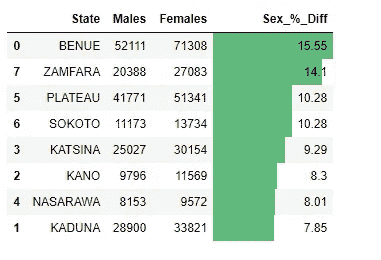 State Males Females Sex_%_Diff
0 BENUE 52111 71308 15.55
7 ZAMFARA 20388 27083 14.1
5 PLATEAU 41771 51341 10.28
6 SOKOTO 11173 13734 10.28
3 KATSINA 25027 30154 9.29
2 KANO 9796 11569 8.3
4 NASARAWA 8153 9572 8.01
1 KADUNA 28900 33821 7.85